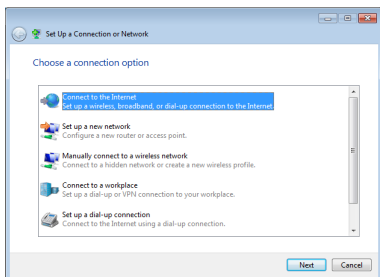 Set Up a Connection or Network
Choose a connection option
Connect to the Internet
Set up a wireless, broadband, or dial-up connection to the Internet.
Set up a new network
Configure a new router or access point.
Manually connect to a wireless network
Connect to a hidden network or create a new wireless profile.
Connect to a workplace
Set up a dial-up or VPN connection to your workplace.
Set up a dial-up connection
Connect to the Internet using a dial-up connection.
Next
Cancel